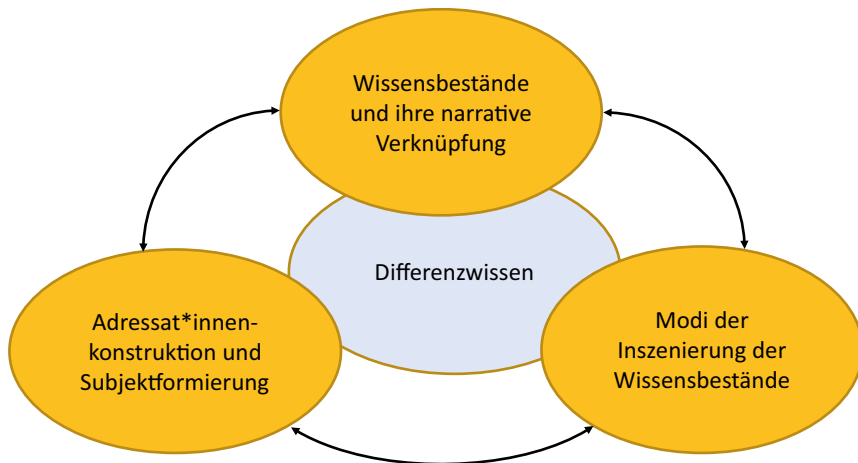 Wissensbestände
und ihre narrative
Verknüpfung
Differenzwissen
Adressat*innen-
konstruktion und
Subjektformierung
Modi der
Inszenierung der
Wissensbestände